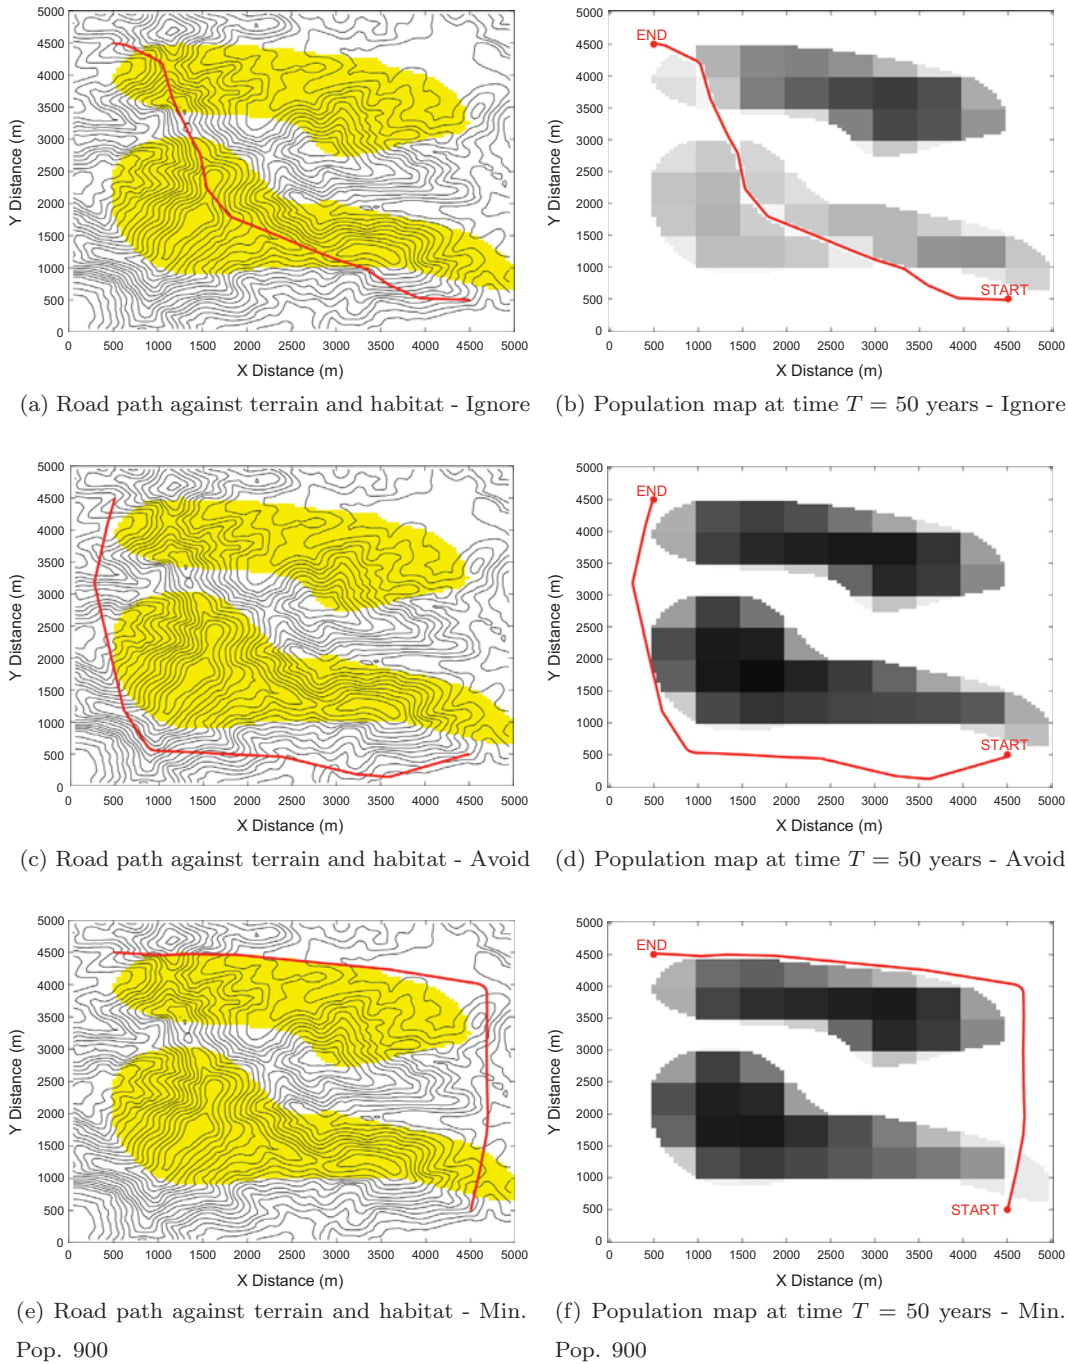 5000
4500
4000
3500
3000
2500
2000
1500
1000
500
0
Y Distance (m)
0 500 1000 1500 2000 2500 3000 3500 4000 4500 5000
X Distance (m)
5000
4500
4000
3500
3000
2500
2000
1500
1000
500
0
Y Distance (m)
END
START
0 500 1000 1500 2000 2500 3000 3500 4000 4500 5000
X Distance (m)
(a) Road path against terrain and habitat - Ignore
(b) Population map at time T = 50 years - Ignore
5000
4500
4000
3500
3000
2500
2000
1500
1000
500
0
Y Distance (m)
0 500 1000 1500 2000 2500 3000 3500 4000 4500 5000
X Distance (m)
5000
4500
4000
3500
3000
2500
2000
1500
1000
500
0
Y Distance (m)
END
START
0 500 1000 1500 2000 2500 3000 3500 4000 4500 5000
X Distance (m)
(c) Road path against terrain and habitat - Avoid
(d) Population map at time T = 50 years - Avoid
5000
4500
4000
3500
3000
2500
2000
1500
1000
500
0
Y Distance (m)
0 500 1000 1500 2000 2500 3000 3500 4000 4500 5000
X Distance (m)
5000
4500
4000
3500
3000
2500
2000
1500
1000
500
0
Y Distance (m)
END
START
0 500 1000 1500 2000 2500 3000 3500 4000 4500 5000
X Distance (m)
(e) Road path against terrain and habitat - Min.
Pop. 900
(f) Population map at time T = 50 years - Min.
Pop. 900